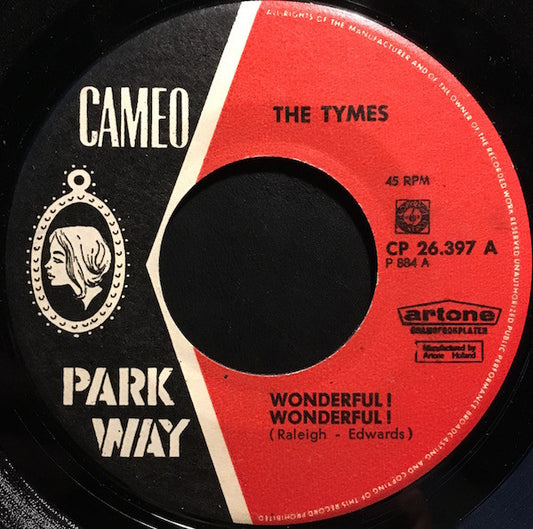 ALL RIGHTS OF THE MANUFACTURER AND OF THE OWNER OF THE RECORDED WORK RESERVED UNAUTHORIZED PUBLIC PERFORMANCE BROADCASTING AND COPYING OF THIS RECORD PROHIBITED
CAMEO
THE TYMES
45 RPM
CP 26.397 A
P 884 A
artone
GRAMOFOONPLATEN
Manufactured by
Artone Holland
PARK
WAY
WONDERFUL!
WONDERFUL!
(Raleigh - Edwards)